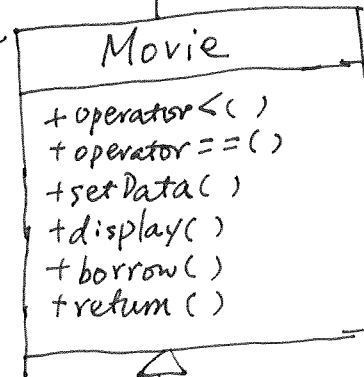 Movie
+operator<()
+operator==()
+setData()
+display()
+borrow()
+return()